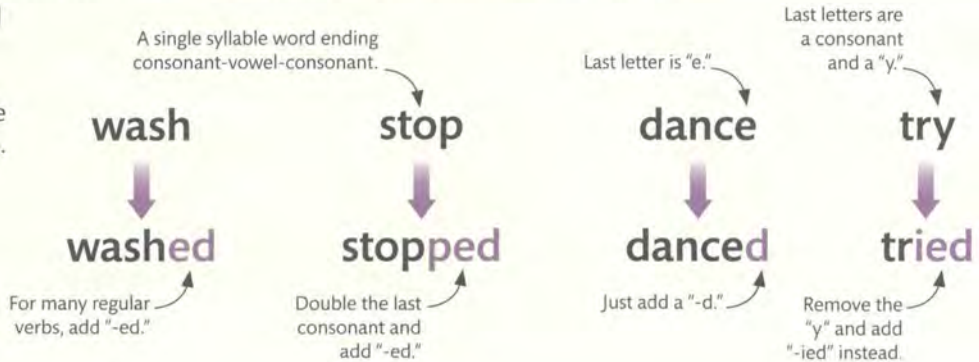 A single syllable word ending
consonant-vowel-consonant.
Last letter is "e."
Last letters are
a consonant
and a "y."
wash
stop
dance
try
washed
stopped
danced
tried
For many regular
verbs, add "-ed."
Double the last
consonant and
add "-ed."
Just add a "-d."
Remove the
"y" and add
"-ied" instead.